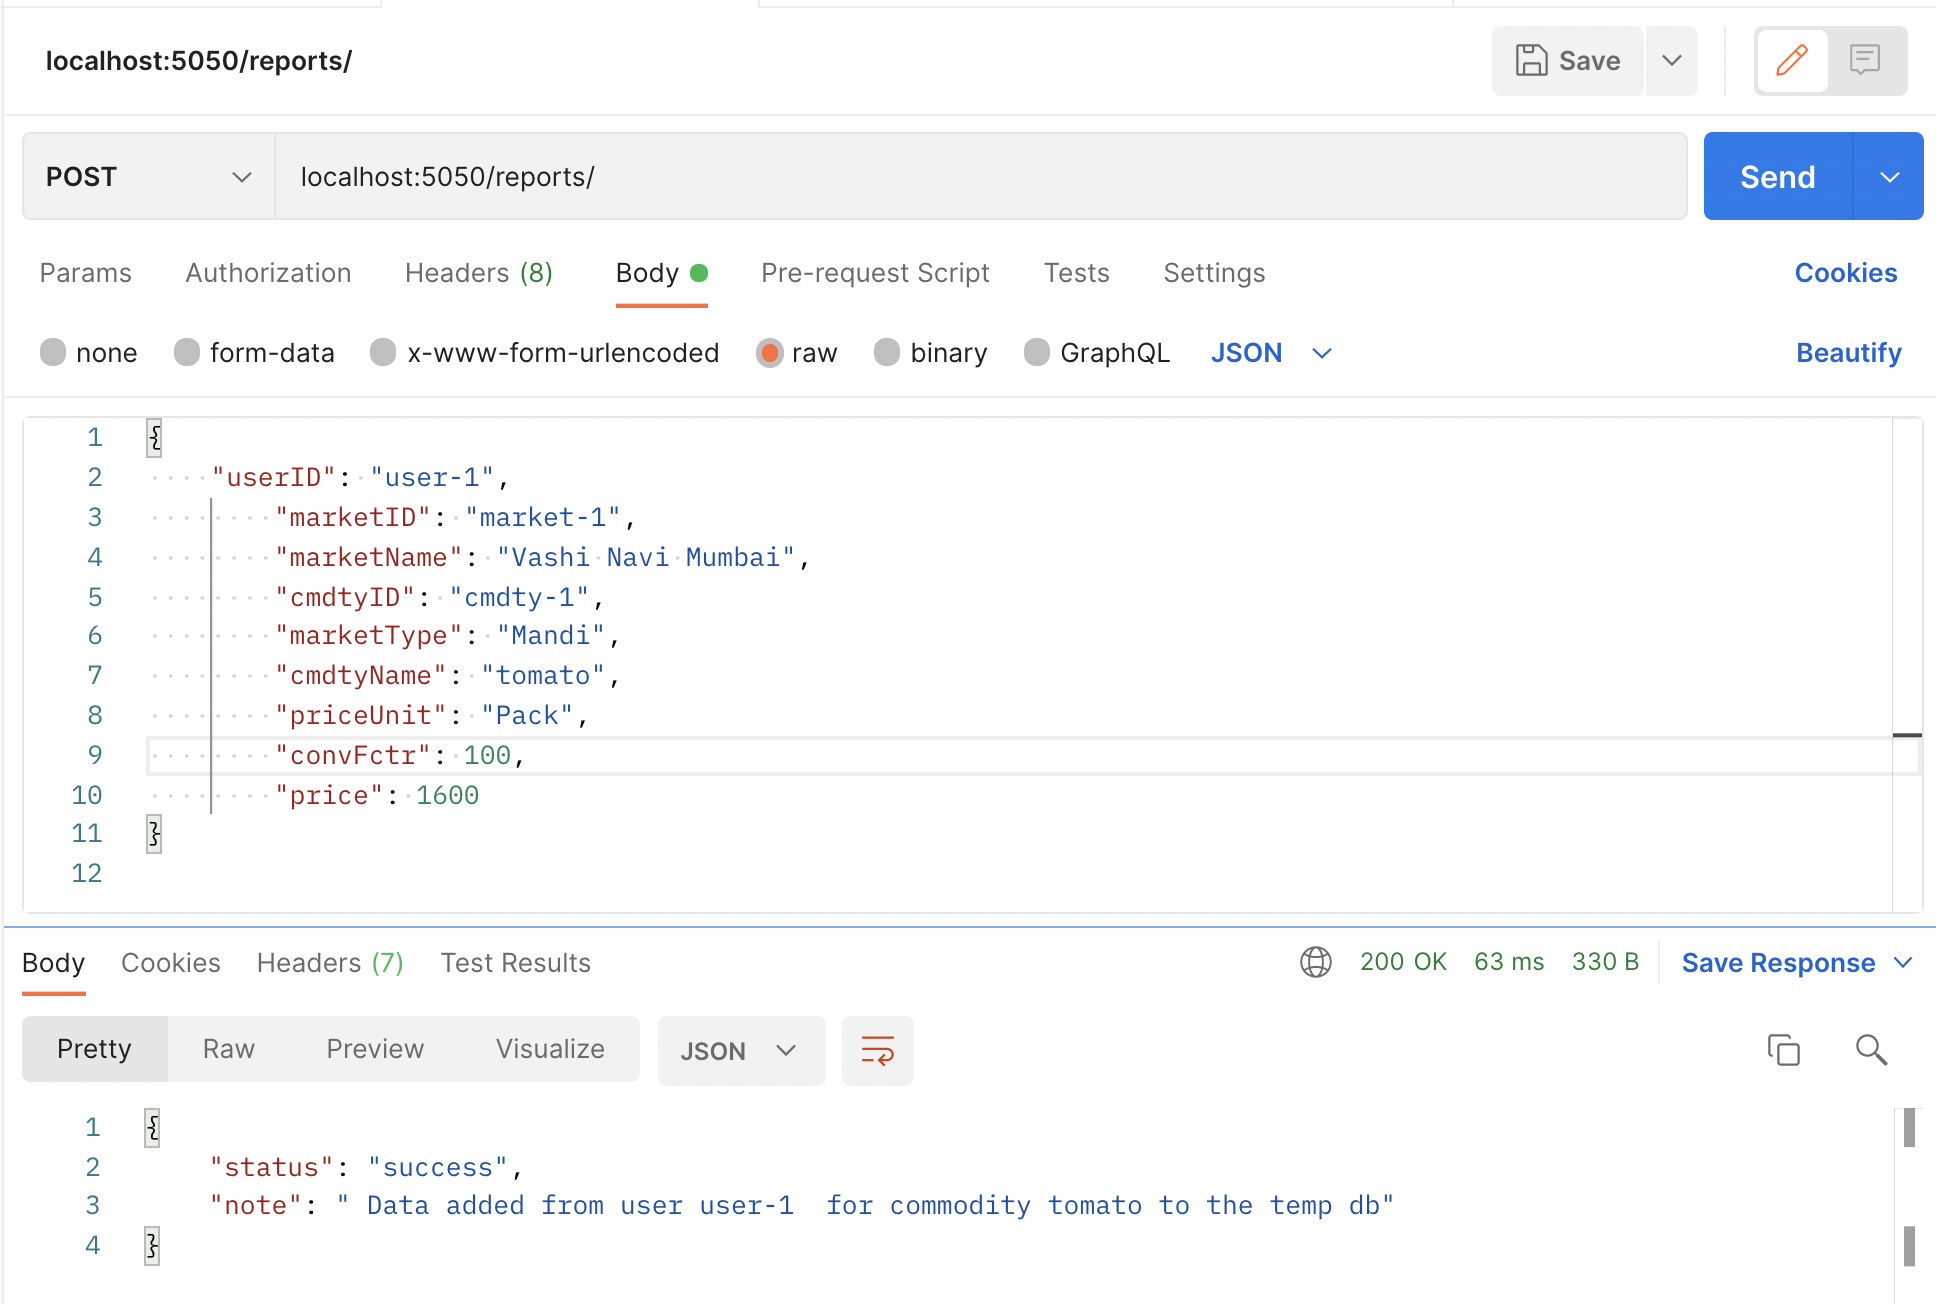 localhost:5050/reports/
Save
POST
localhost:5050/reports/
Send
Params Authorization Headers (8) Body Pre-request Script Tests Settings Cookies
none form-data x-www-form-urlencoded raw binary GraphQL JSON Beautify
1 {
2 "userID": "user-1",
3 "marketID": "market-1",
4 "marketName": "Vashi Navi Mumbai",
5 "cmdtyID": "cmdty-1",
6 "marketType": "Mandi",
7 "cmdtyName": "tomato",
8 "priceUnit": "Pack",
9 "convFctr": 100,
10 "price": 1600
11 }
12
Body Cookies Headers (7) Test Results 200 OK 63 ms 330 B Save Response
Pretty Raw Preview Visualize JSON
1 {
2 "status": "success",
3 "note": " Data added from user user-1  for commodity tomato to the temp db"
4 }